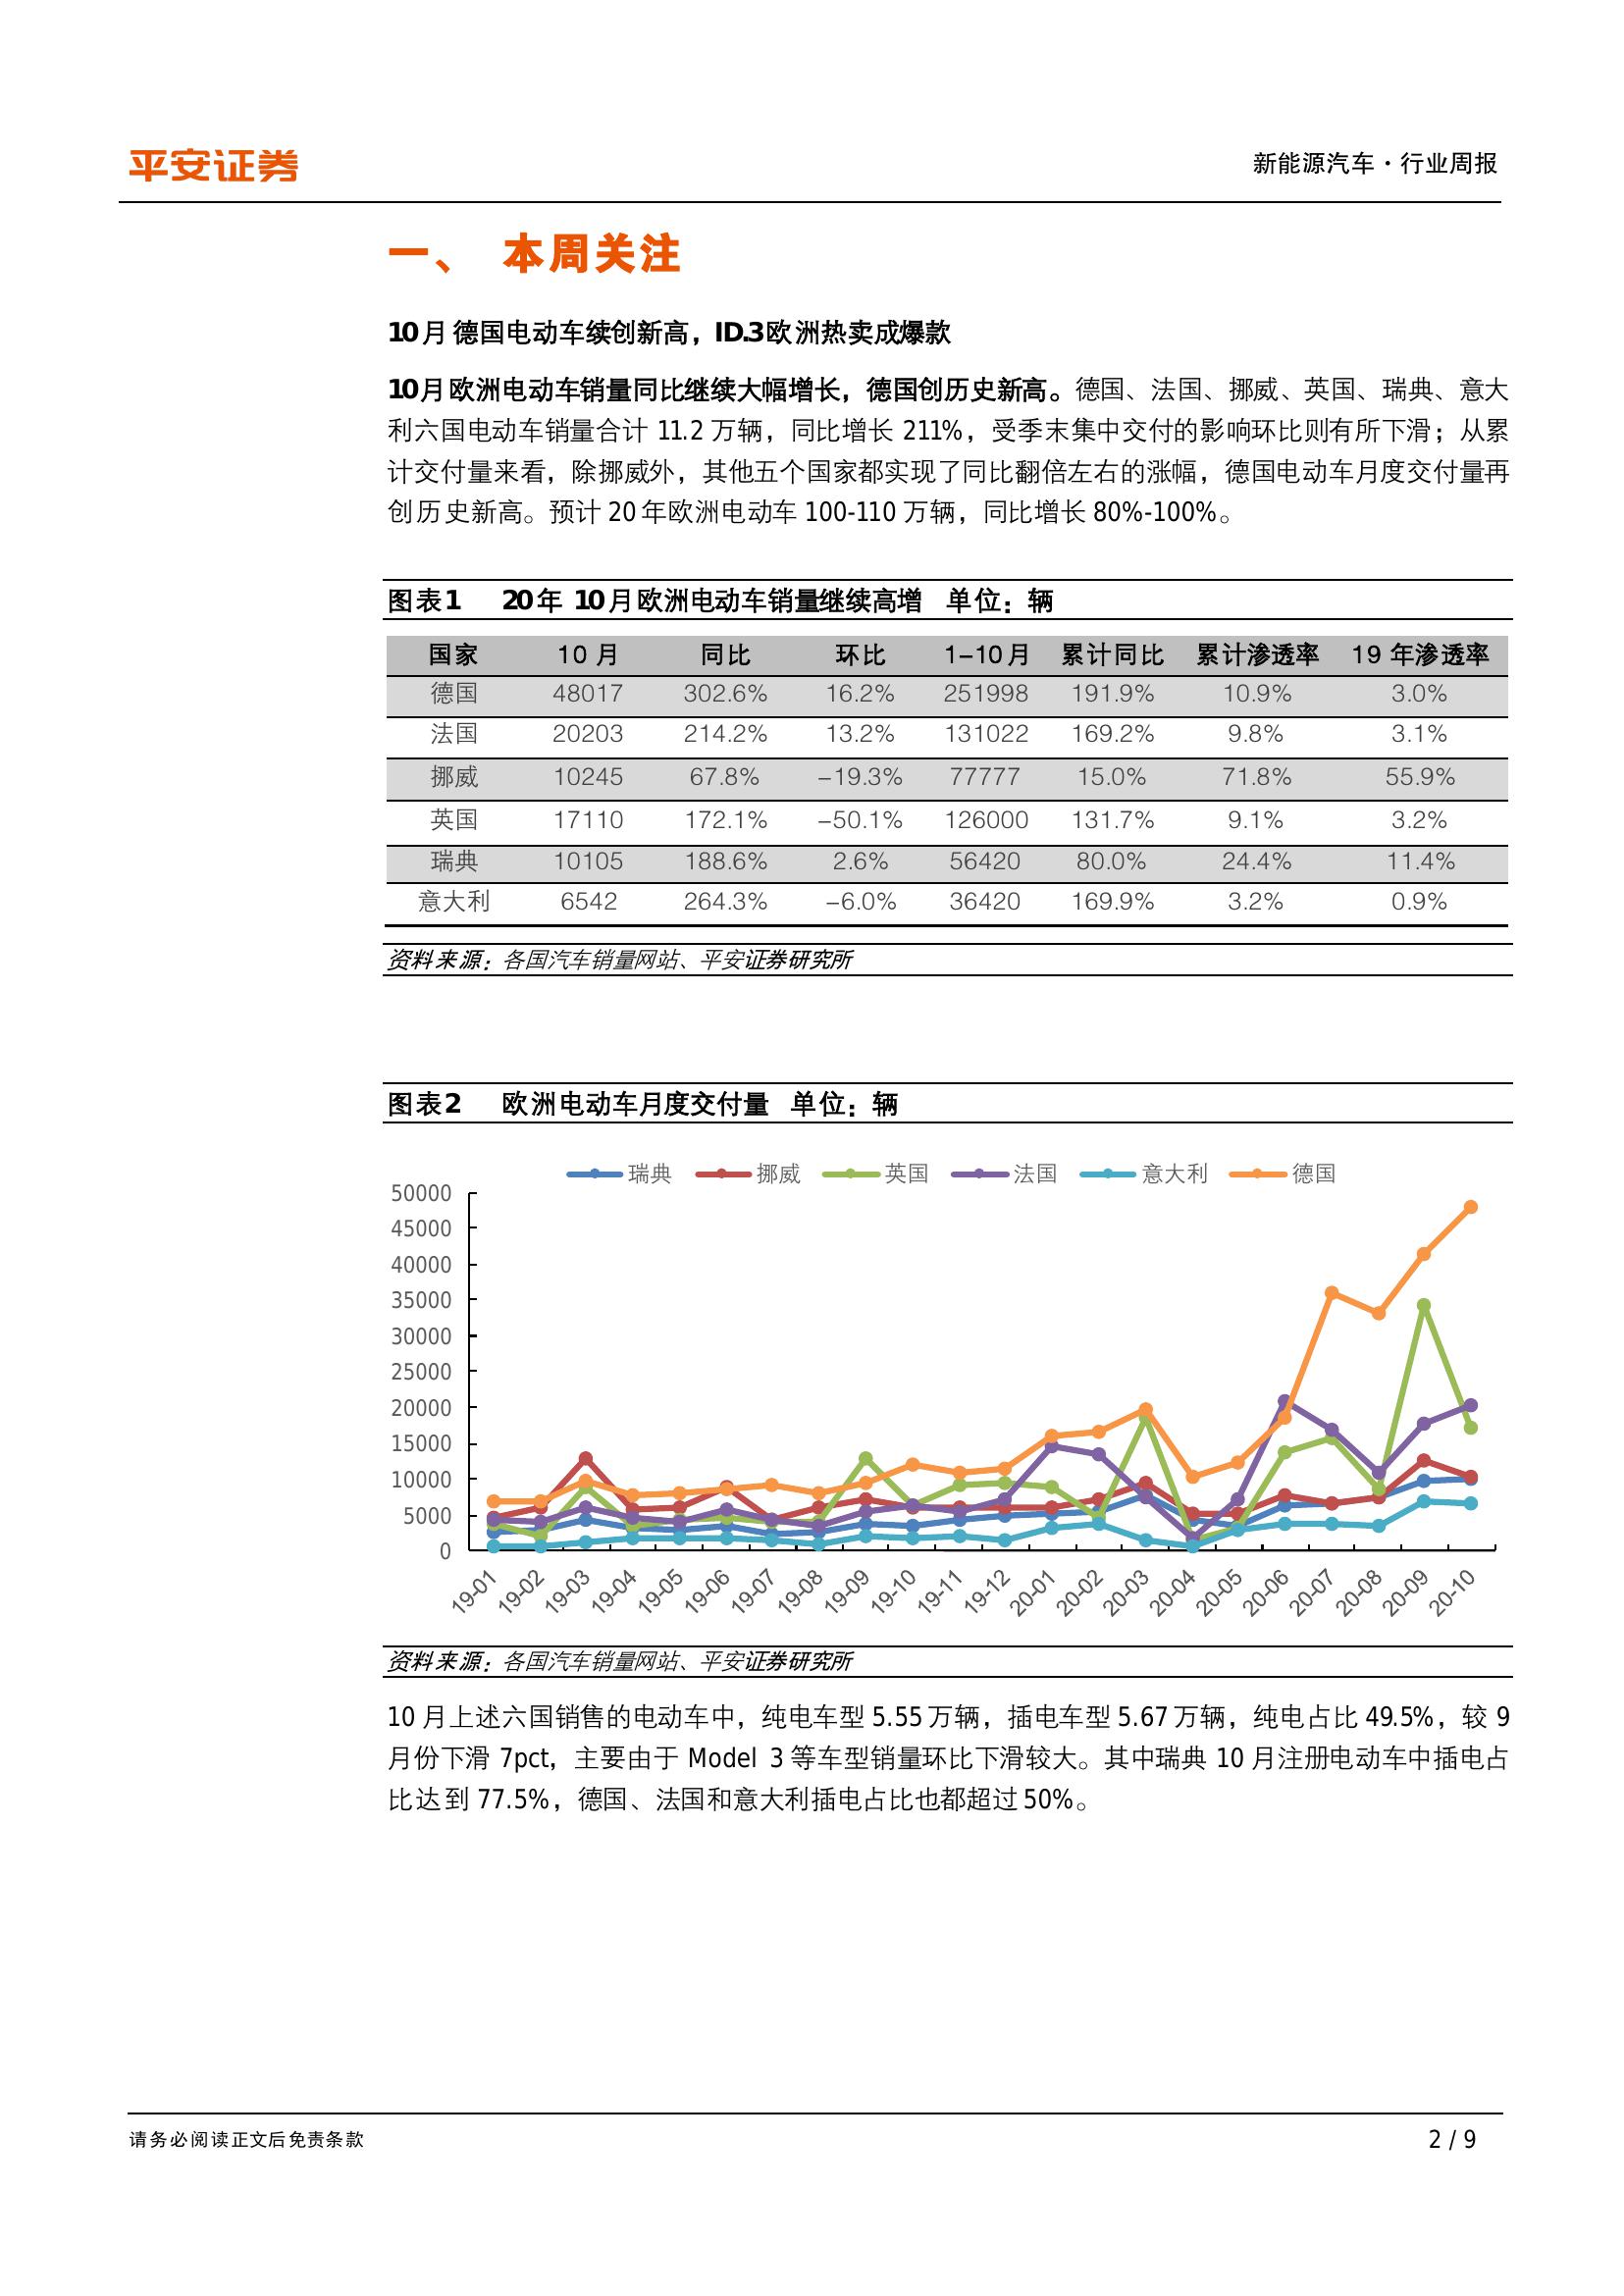 平安证券
新能源汽车·行业周报
一、 本周关注
10月德国电动车续创新高，ID.3欧洲热卖成爆款
10月欧洲电动车销量同比继续大幅增长，德国创历史新高。德国、法国、挪威、英国、瑞典、意大
利六国电动车销量合计 11.2 万辆，同比增长 211%，受季末集中交付的影响环比则有所下滑；从累
计交付量来看，除挪威外，其他五个国家都实现了同比翻倍左右的涨幅，德国电动车月度交付量再
创历史新高。预计 20 年欧洲电动车 100-110 万辆，同比增长 80%-100%。
图表1 20年 10月欧洲电动车销量继续高增 单位：辆
国家 10 月 同比 环比 1-10月 累计同比 累计渗透率 19 年渗透率
德国 48017 302.6% 16.2% 251998 191.9% 10.9% 3.0%
法国 20203 214.2% 13.2% 131022 169.2% 9.8% 3.1%
挪威 10245 67.8% -19.3% 77777 15.0% 71.8% 55.9%
英国 17110 172.1% -50.1% 126000 131.7% 9.1% 3.2%
瑞典 10105 188.6% 2.6% 56420 80.0% 24.4% 11.4%
意大利 6542 264.3% -6.0% 36420 169.9% 3.2% 0.9%
资料来源：各国汽车销量网站、平安证券研究所
图表2 欧洲电动车月度交付量 单位：辆
瑞典 挪威 英国 法国 意大利 德国
50000
45000
40000
35000
30000
25000
20000
15000
10000
5000
0
19-01 19-02 19-03 19-04 19-05 19-06 19-07 19-08 19-09 19-10 19-11 19-12 20-01 20-02 20-03 20-04 20-05 20-06 20-07 20-08 20-09 20-10
资料来源：各国汽车销量网站、平安证券研究所
10 月上述六国销售的电动车中，纯电车型 5.55 万辆，插电车型 5.67 万辆，纯电占比 49.5%，较 9
月份下滑 7pct，主要由于 Model 3 等车型销量环比下滑较大。其中瑞典 10 月注册电动车中插电占
比达到 77.5%，德国、法国和意大利插电占比也都超过 50%。
请务必阅读正文后免责条款
2 / 9